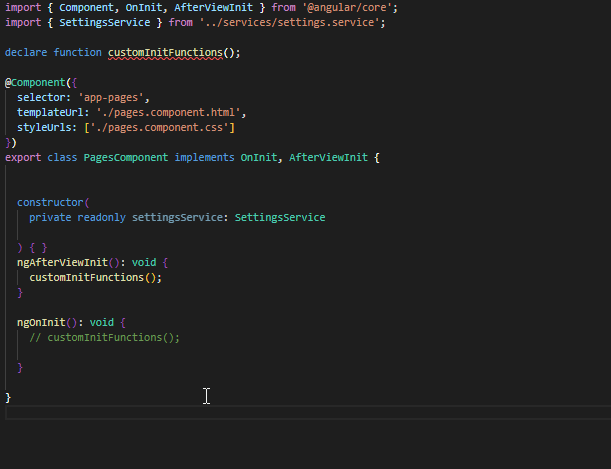 import { Component, OnInit, AfterViewInit } from '@angular/core';
import { SettingsService } from '../services/settings.service';
declare function customInitFunctions();
@Component({
selector: 'app-pages',
templateUrl: './pages.component.html',
styleUrls: ['./pages.component.css']
})
export class PagesComponent implements OnInit, AfterViewInit {
constructor(
private readonly settingsService: SettingsService
) { }
ngAfterViewInit(): void {
customInitFunctions();
}
ngOnInit(): void {
// customInitFunctions();
}
}